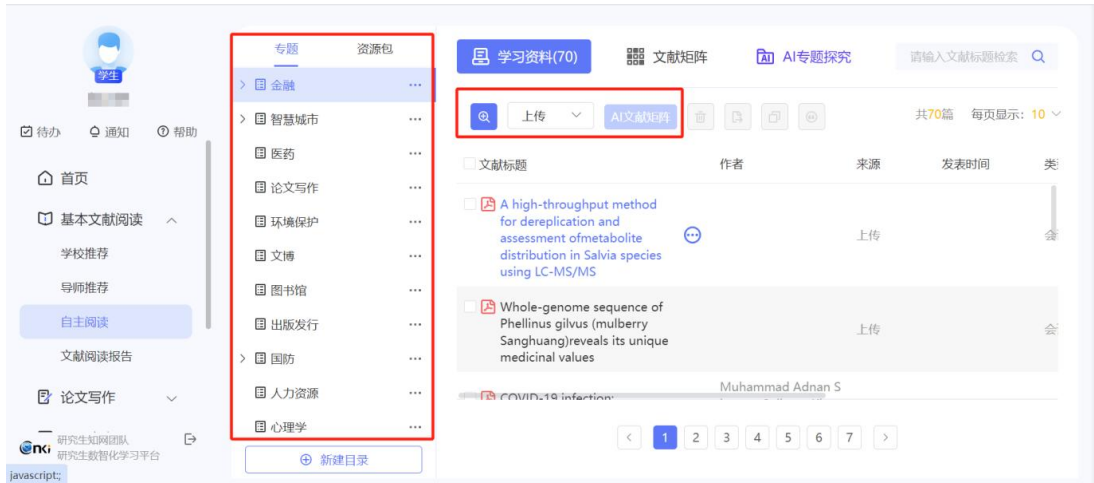 学生
待办 通知 帮助
首页
基本文献阅读
学校推荐
导师推荐
自主阅读
文献阅读报告
论文写作
cnki 研究生知网团队
研究生数智化学习平台
javascript:;
专题 资源包
金融
智慧城市
医药
论文写作
环境保护
文博
图书馆
出版发行
国防
人力资源
心理学
新建目录
学习资料(70) 文献矩阵 AI AI专题探究 请输入文献标题检索
上传 AI文献矩阵 共70篇 每页显示: 10
文献标题 作者 来源 发表时间 类
A high-throughput method
for dereplication and
assessment ofmetabolite
distribution in Salvia species
using LC-MS/MS
上传 会
Whole-genome sequence of
Phellinus gilvus (mulberry
Sanghuang)reveals its unique
medicinal values
上传 会
COVID-19 infection:
Muhammad Adnan S
1 2 3 4 5 6 7